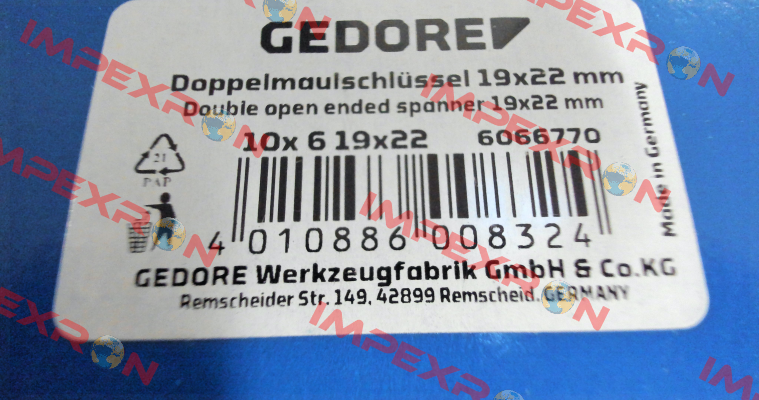 GEDORE
Doppelmaulschlüssel 19x22 mm
Double open ended spanner 19x22 mm
10x 6 19x22 6066770
Made in Germany
21
PAP
4 010886 008324
GEDORE Werkzeugfabrik GmbH & Co.KG
Remscheider Str. 149, 42899 Remscheid, GERMANY
IMPEXRON